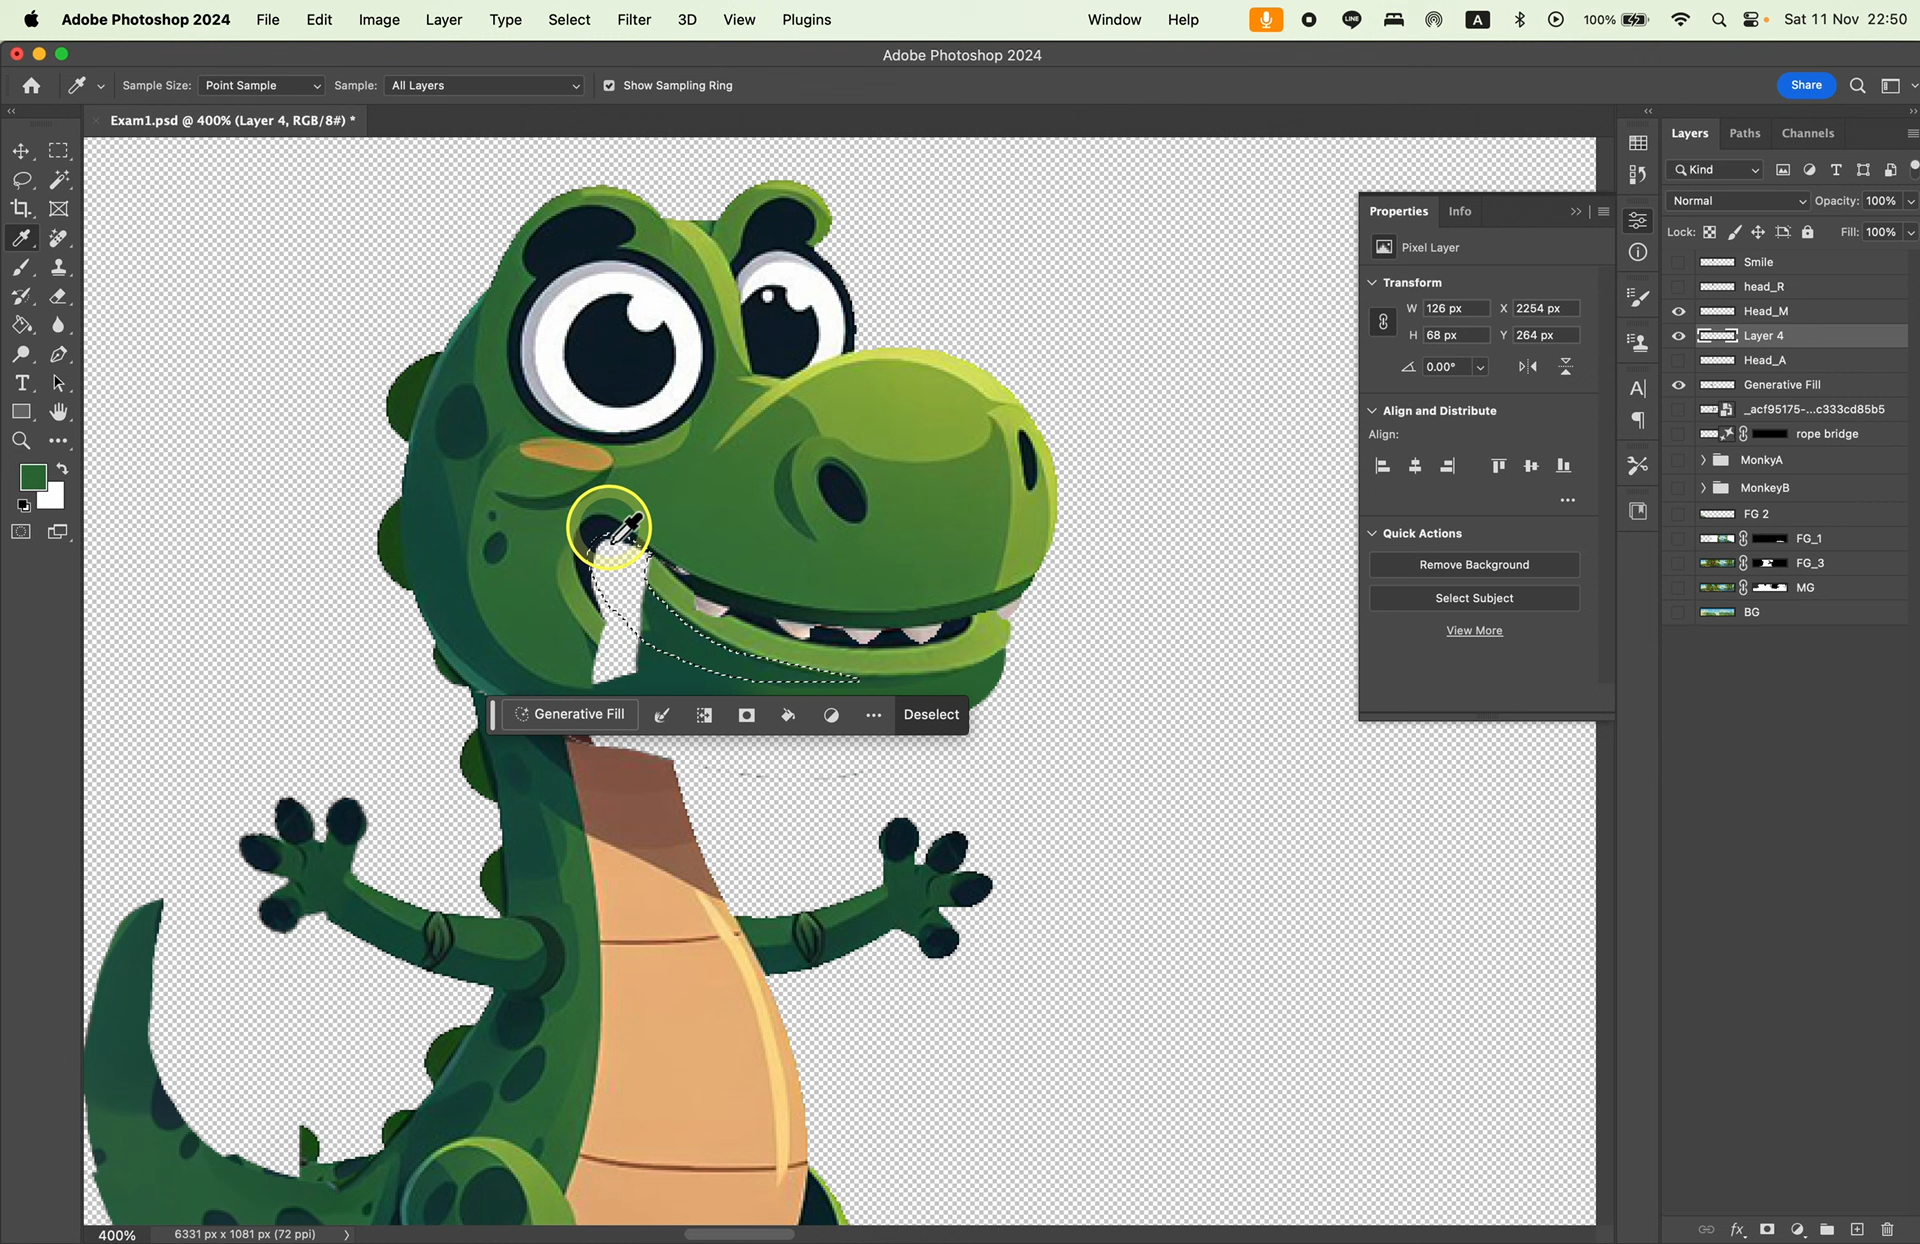 Adobe Photoshop 2024 File Edit Image Layer Type Select Filter 3D View Plugins Window Help A 100% Sat 11 Nov 22:50
Adobe Photoshop 2024
Sample Size: Point Sample Sample: All Layers Show Sampling Ring Share
Exam1.psd @ 400% (Layer 4, RGB/8#) *
Properties Info
Pixel Layer
Transform
W 126 px X 2254 px
H 68 px Y 264 px
0.00°
Align and Distribute
Align:
Quick Actions
Remove Background
Select Subject
View More
Layers Paths Channels
Kind
Normal Opacity: 100%
Lock: Fill: 100%
Smile
head_R
Head_M
Layer 4
Head_A
Generative Fill
_acf95175-...c333cd85b5
rope bridge
MonkyA
MonkeyB
FG 2
FG_1
FG_3
MG
BG
Generative Fill Deselect
400% 6331 px x 1081 px (72 ppi)